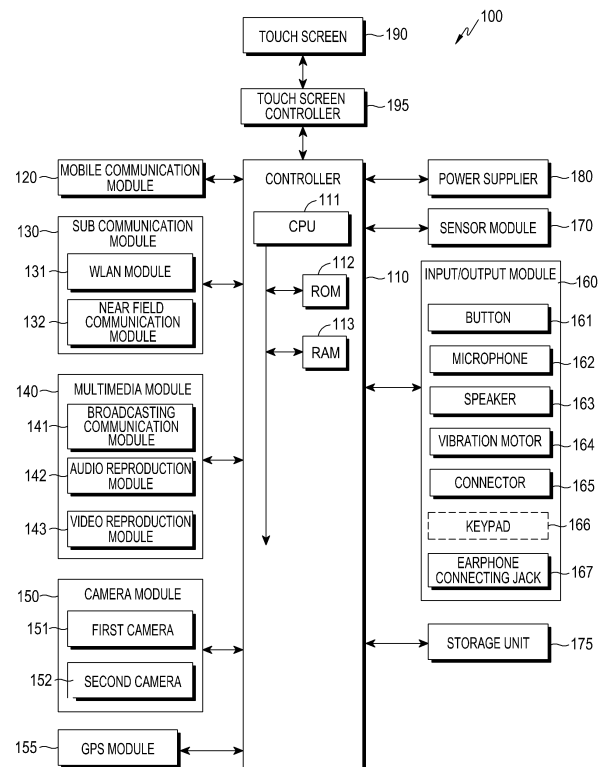 100
TOUCH SCREEN
190
TOUCH SCREEN
CONTROLLER
195
120
MOBILE COMMUNICATION
MODULE
130
SUB COMMUNICATION
MODULE
131
WLAN MODULE
132
NEAR FIELD
COMMUNICATION
MODULE
140
MULTIMEDIA MODULE
141
BROADCASTING
COMMUNICATION
MODULE
142
AUDIO REPRODUCTION
MODULE
143
VIDEO REPRODUCTION
MODULE
150
CAMERA MODULE
151
FIRST CAMERA
152
SECOND CAMERA
155
GPS MODULE
CONTROLLER
111
CPU
112
ROM
113
RAM
110
POWER SUPPLIER
180
SENSOR MODULE
170
INPUT/OUTPUT MODULE
160
BUTTON
161
MICROPHONE
162
SPEAKER
163
VIBRATION MOTOR
164
CONNECTOR
165
KEYPAD
166
EARPHONE
CONNECTING JACK
167
STORAGE UNIT
175